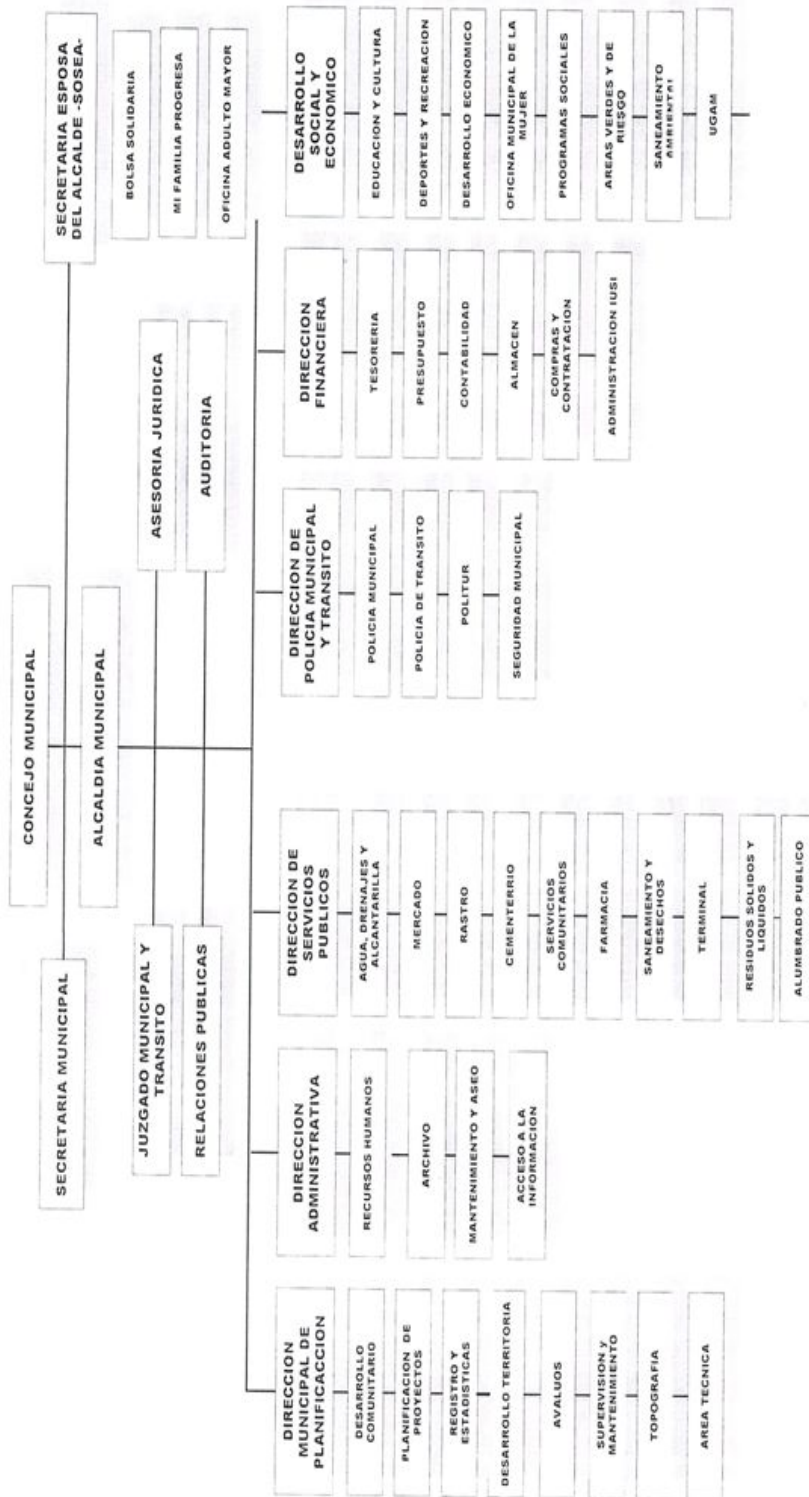 CONCEJO MUNICIPAL
SECRETARIA MUNICIPAL
SECRETARIA ESPOSA
DEL ALCALDE -SOSEA-
ALCALDIA MUNICIPAL
BOLSA SOLIDARIA
MI FAMILIA PROGRESA
OFICINA ADULTO MAYOR
JUZGADO MUNICIPAL Y
TRANSITO
ASESORIA JURIDICA
RELACIONES PUBLICAS
AUDITORIA
DIRECCION
MUNICIPAL DE
PLANIFICACCION
DESARROLLO
COMUNITARIO
PLANIFICACION DE
PROYECTOS
REGISTRO Y
ESTADISTICAS
DESARROLLO TERRITORIA
AVALUOS
SUPERVISION y
MANTENIMIENTO
TOPOGRAFIA
AREA TECNICA
DIRECCION
ADMINISTRATIVA
RECURSOS HUMANOS
ARCHIVO
MANTENIMIENTO Y ASEO
ACCESO A LA
INFORMACION
DIRECCION DE
SERVICIOS
PUBLICOS
AGUA, DRENAJES Y
ALCANTARILLA
MERCADO
RASTRO
CEMENTERRIO
SERVICIOS
COMUNITARIOS
FARMACIA
SANEAMIENTO Y
DESECHOS
TERMINAL
RESIDUOS SOLIDOS Y
LIQUIDOS
ALUMBRADO PUBLICO
DIRECCION DE
POLICIA MUNICIPAL
Y TRANSITO
POLICIA MUNICIPAL
POLICIA DE TRANSITO
POLITUR
SEGURIDAD MUNICIPAL
DIRECCION
FINANCIERA
TESORERIA
PRESUPUESTO
CONTABILIDAD
ALMACEN
COMPRAS Y
CONTRATACION
ADMINISTRACION IUSI
DESARROLLO
SOCIAL Y
ECONOMICO
EDUCACION Y CULTURA
DEPORTES Y RECREACION
DESARROLLO ECONOMICO
OFICINA MUNICIPAL DE LA
MUJER
PROGRAMAS SOCIALES
AREAS VERDES Y DE
RIESGO
SANEAMIENTO
AMBIENTAL
UGAM